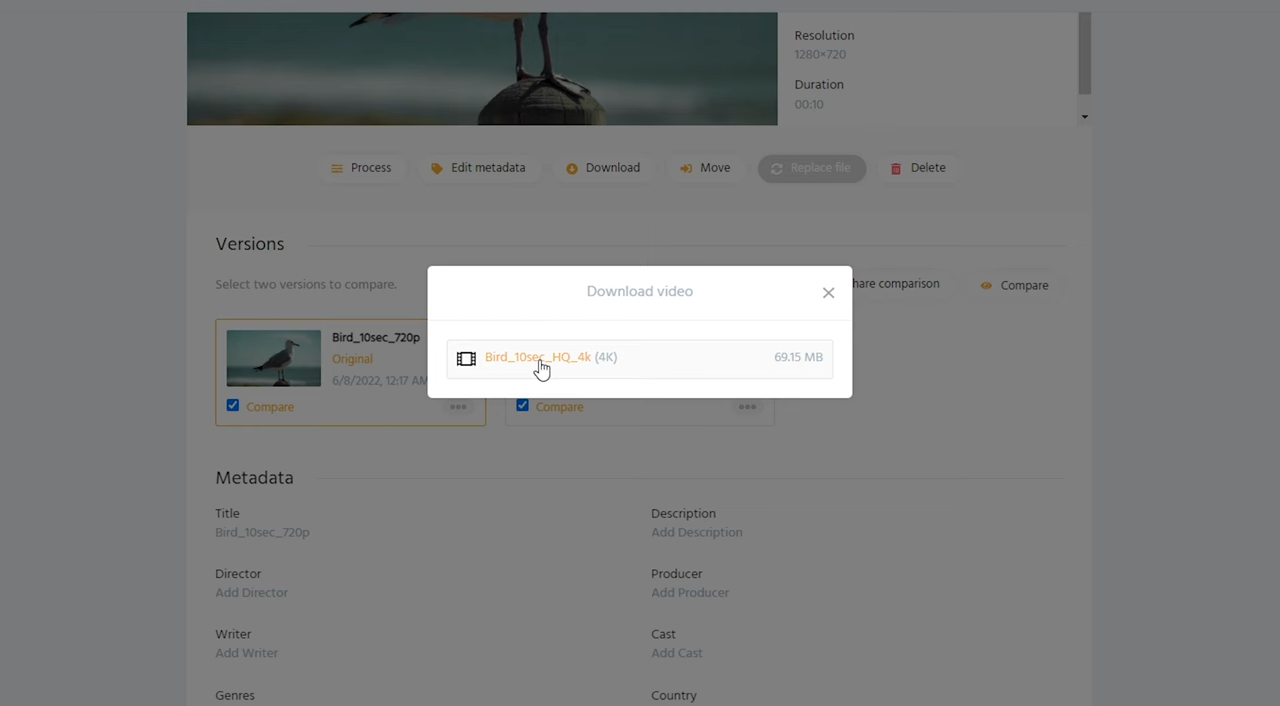 Resolution
1280×720
Duration
00:10
Process
Edit metadata
Download
Move
Replace file
Delete
Versions
Select two versions to compare.
hare comparison
Compare
Download video
Bird_10sec_HQ_4k (4K)
69.15 MB
Bird_10sec_720p
Original
6/8/2022, 12:17 AM
Compare
Compare
Metadata
Title
Bird_10sec_720p
Description
Add Description
Director
Add Director
Producer
Add Producer
Writer
Add Writer
Cast
Add Cast
Genres
Country